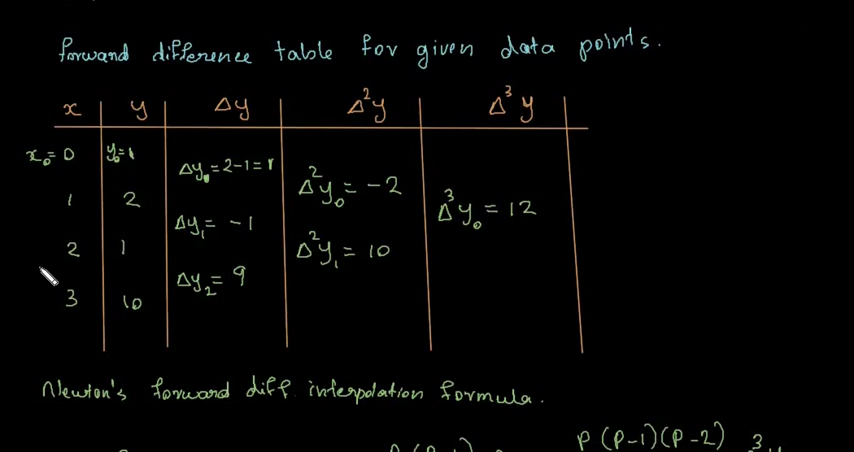 forward difference table for given data points.
x y Δy Δ²y Δ³y
x₀=0 y₀=1
Δy₀=2-1=1
Δ²y₀=-2
1 2
Δ³y₀=12
Δy₁=-1
2 1 Δ²y₁=10
Δy₂=9
3 10
Newton's forward diff. interpolation formula.
P(P-1)(P-2)